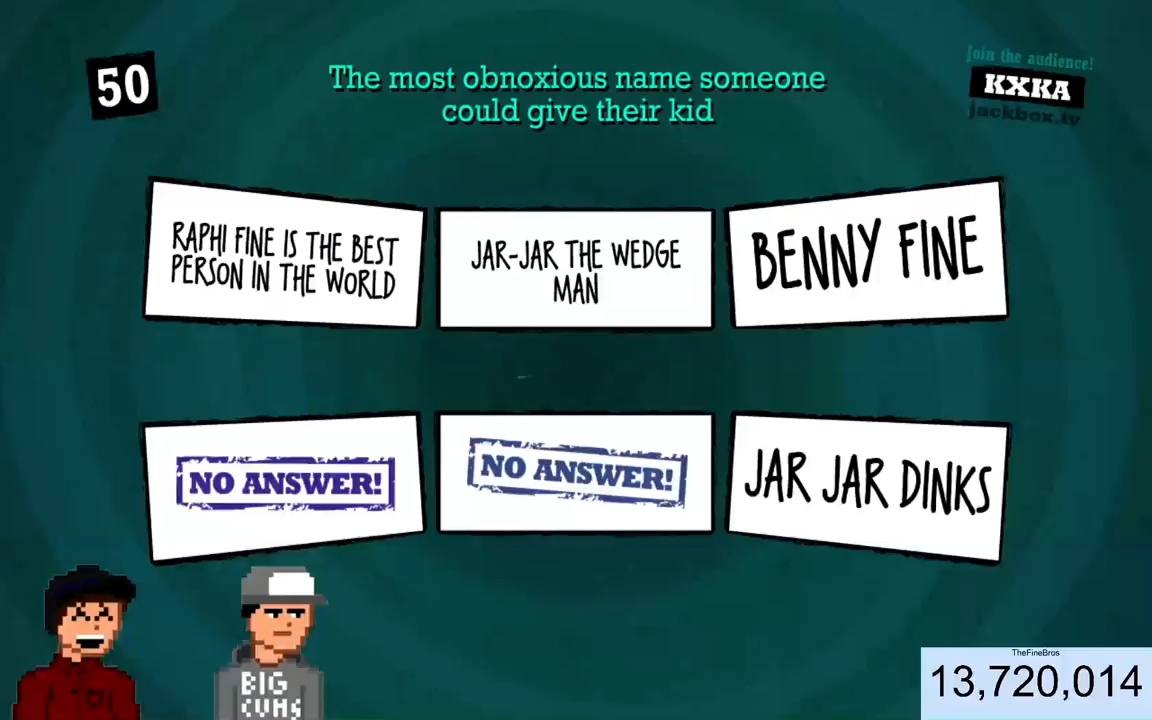 50
The most obnoxious name someone
could give their kid
Join the audience!
KXKA
jackbox.tv
RAPHI FINE IS THE BEST
PERSON IN THE WORLD
JAR-JAR THE WEDGE
MAN
BENNY FINE
NO ANSWER!
NO ANSWER!
JAR JAR DINKS
BIG
CUMS
TheFineBros
13,720,014